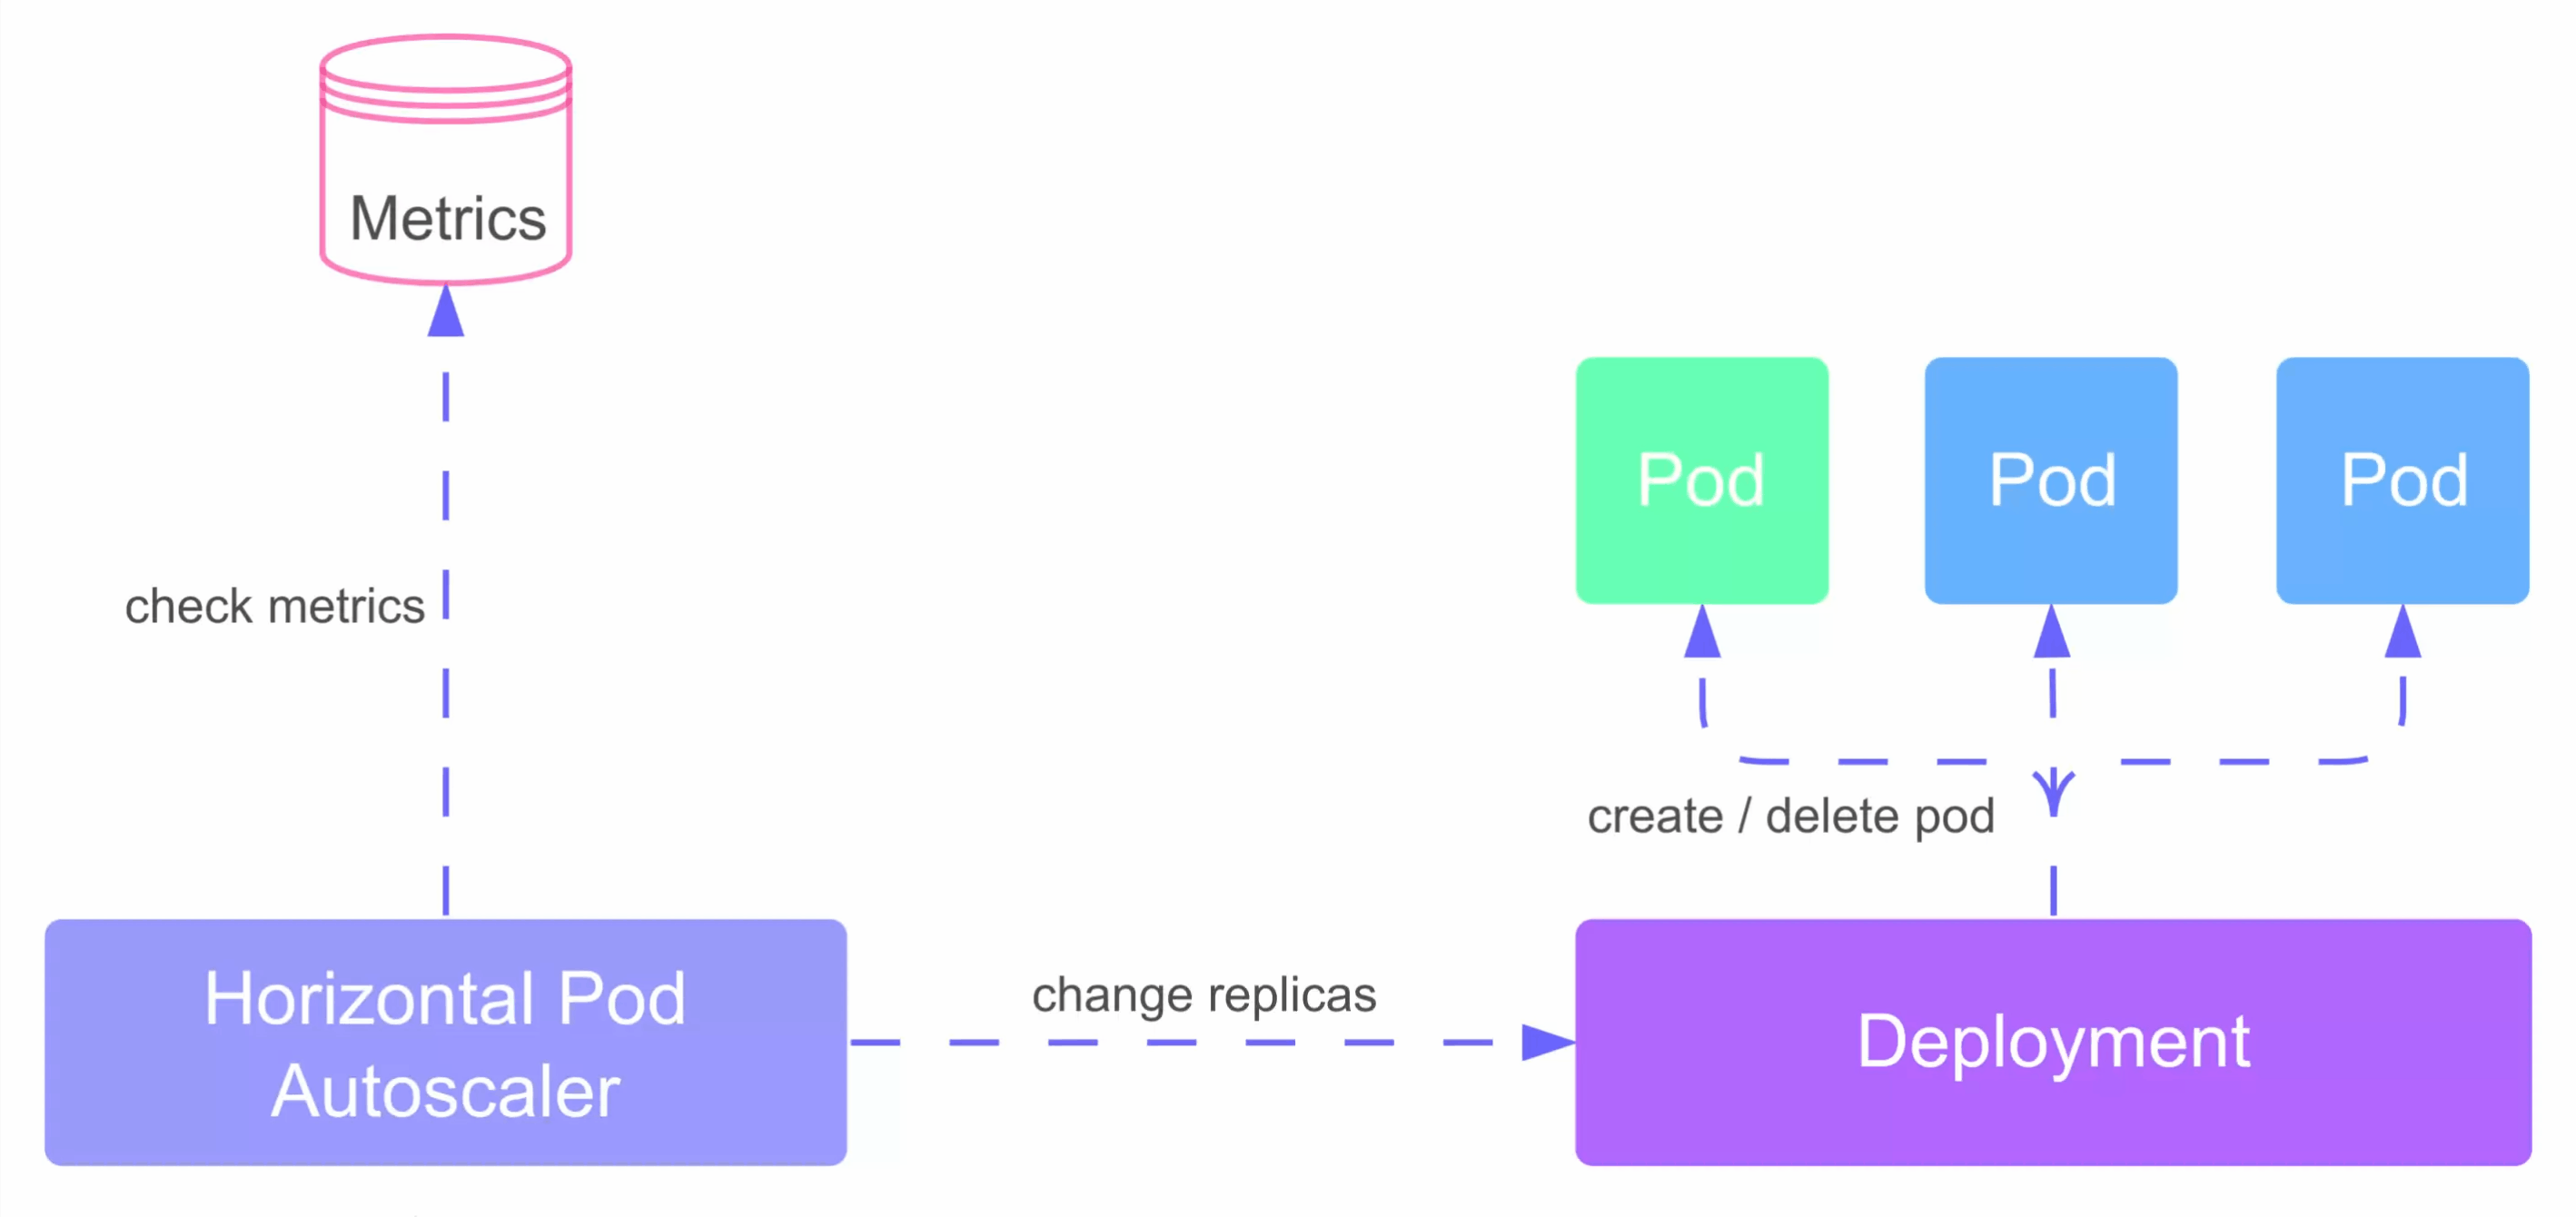 Metrics
check metrics
Pod
Pod
Pod
create / delete pod
Horizontal Pod
Autoscaler
change replicas
Deployment